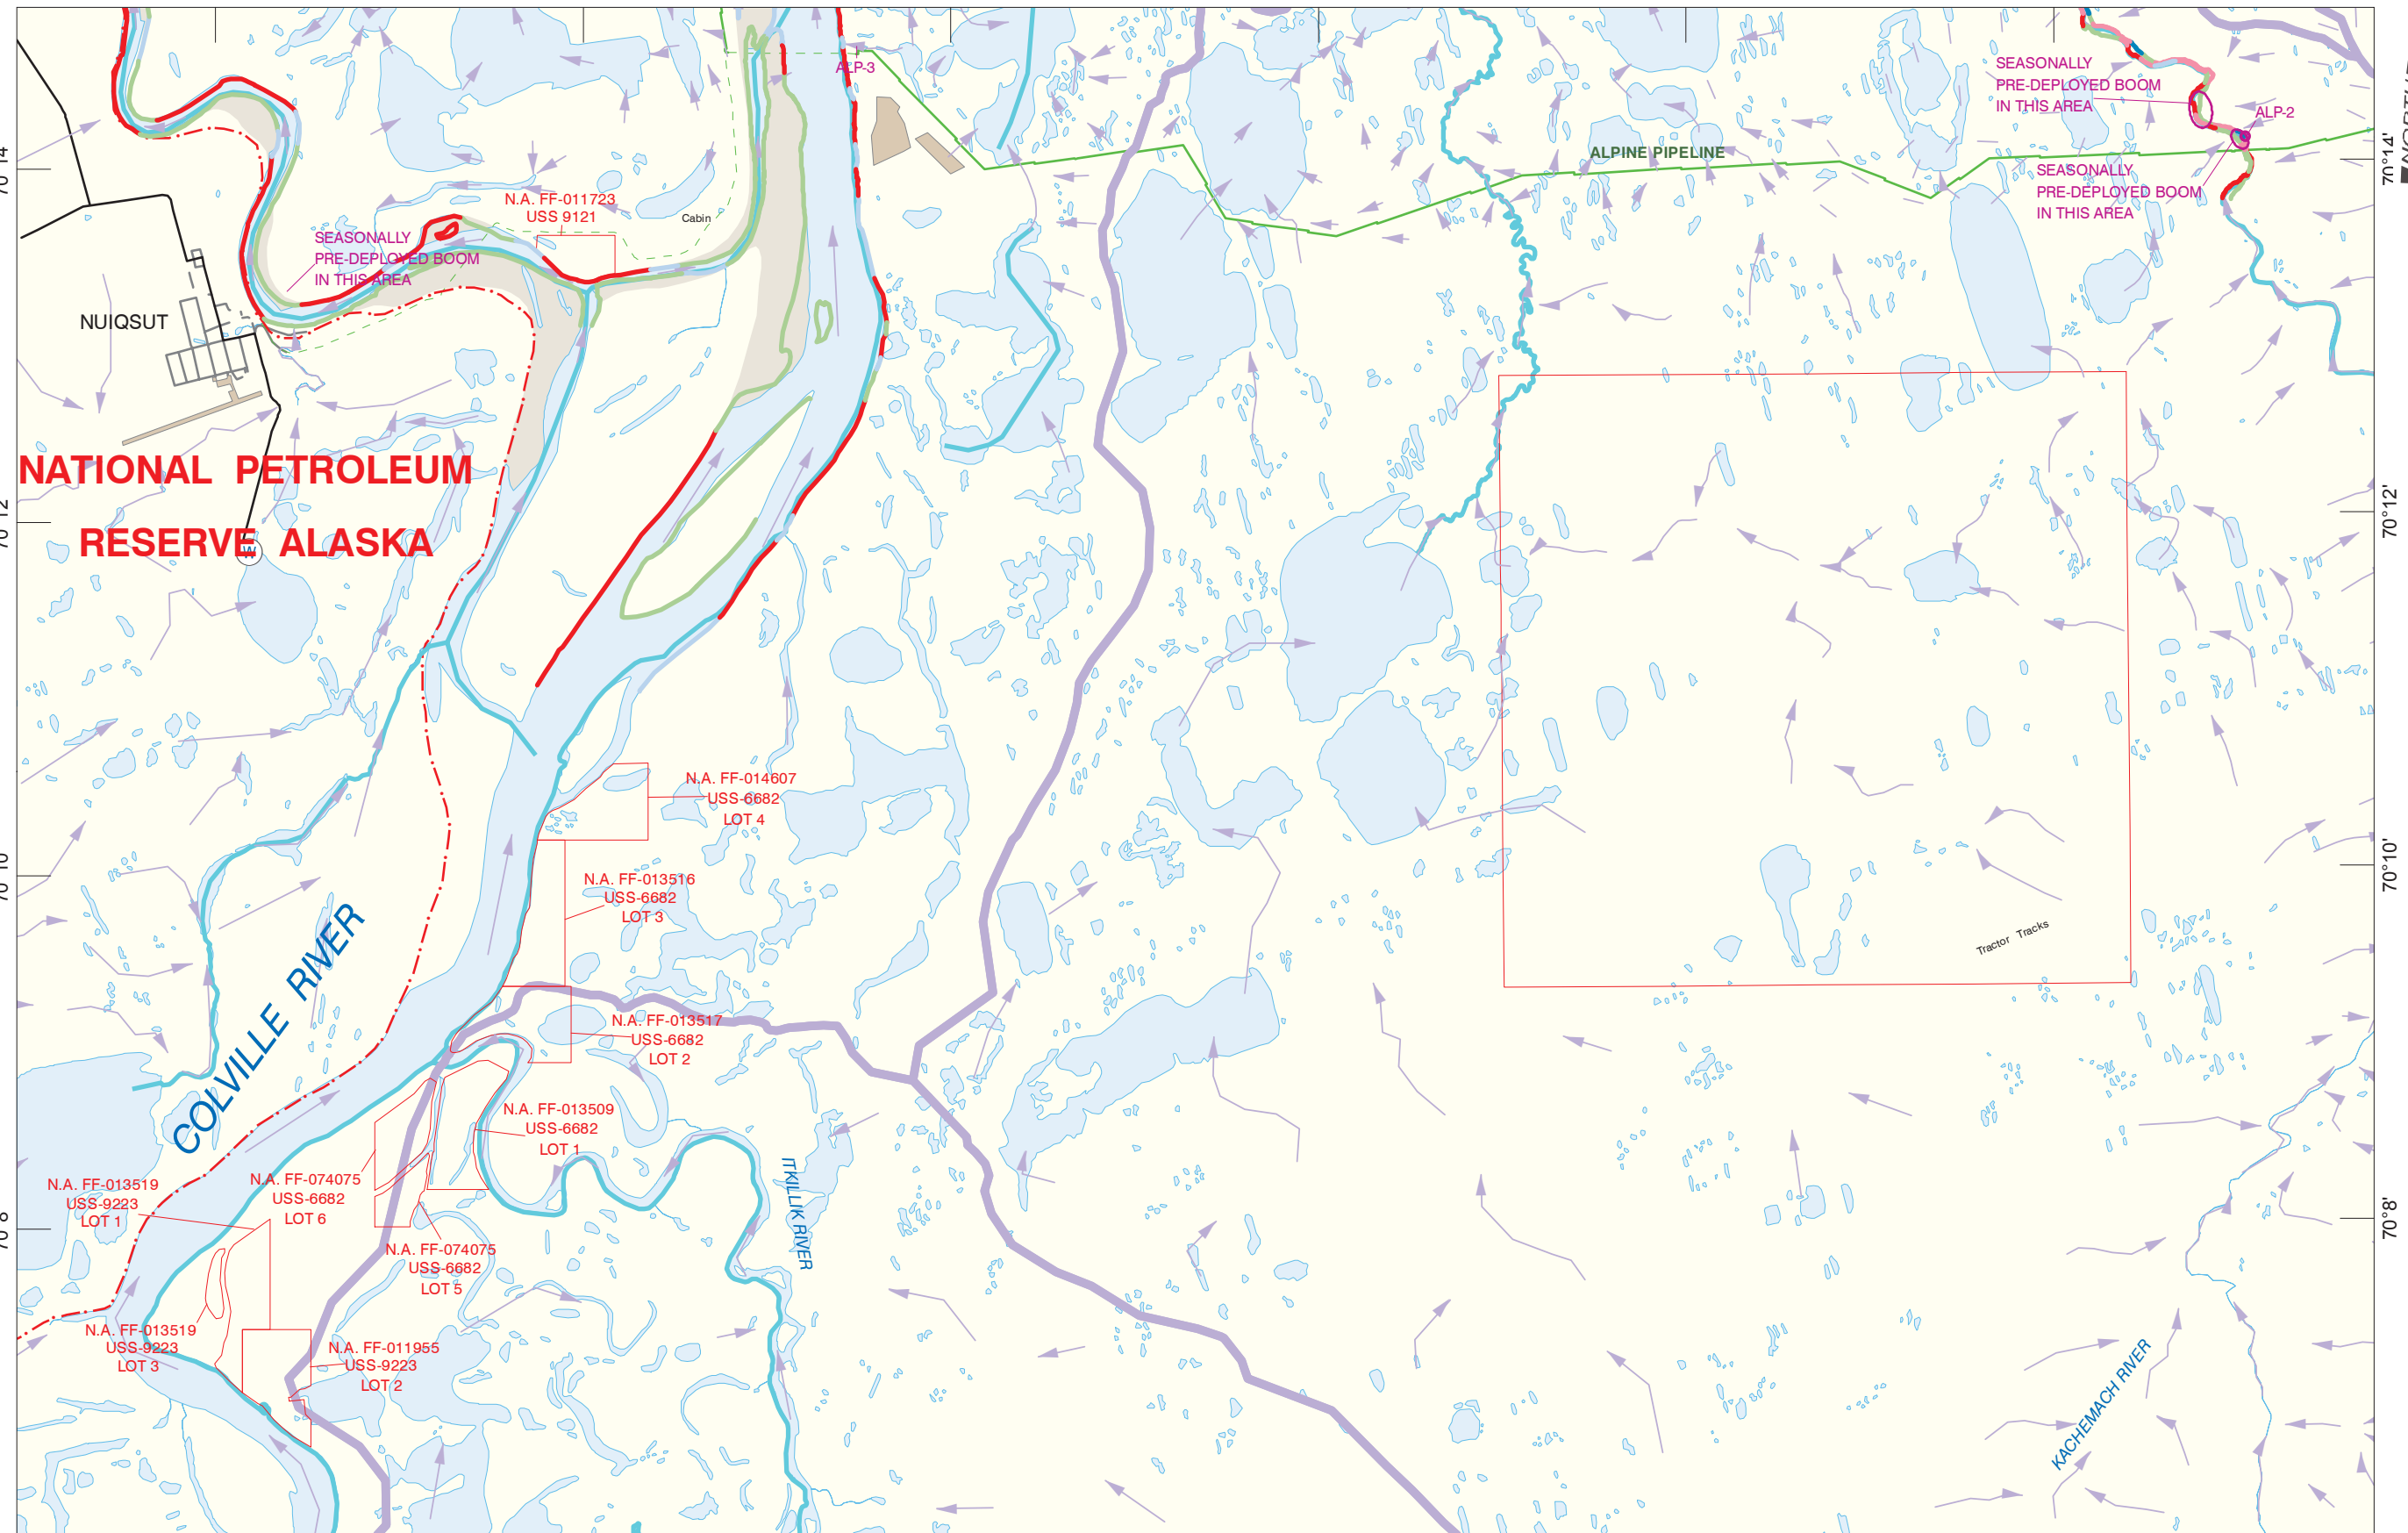 SEASONALLY
PRE-DEPLOYED BOOM
IN THIS AREA
ALP-3
ALP-2
ALPINE PIPELINE
SEASONALLY
PRE-DEPLOYED BOOM
IN THIS AREA
70°14'
N.A. FF-011723
USS 9121
Cabin
SEASONALLY
PRE-DEPLOYED BOOM
IN THIS AREA
NUIQSUT
NATIONAL PETROLEUM
RESERVE ALASKA
W
70°12'
N.A. FF-014607
USS-6682
LOT 4
N.A. FF-013516
USS-6682
LOT 3
70°10'
Tractor Tracks
COLVILLE RIVER
N.A. FF-013517
USS-6682
LOT 2
N.A. FF-013509
USS-6682
LOT 1
ITKILLIK RIVER
N.A. FF-074075
USS-6682
LOT 6
N.A. FF-013519
USS-9223
LOT 1
70°8'
N.A. FF-074075
USS-6682
LOT 5
N.A. FF-013519
USS-9223
LOT 3
N.A. FF-011955
USS-9223
LOT 2
KACHEMACH RIVER